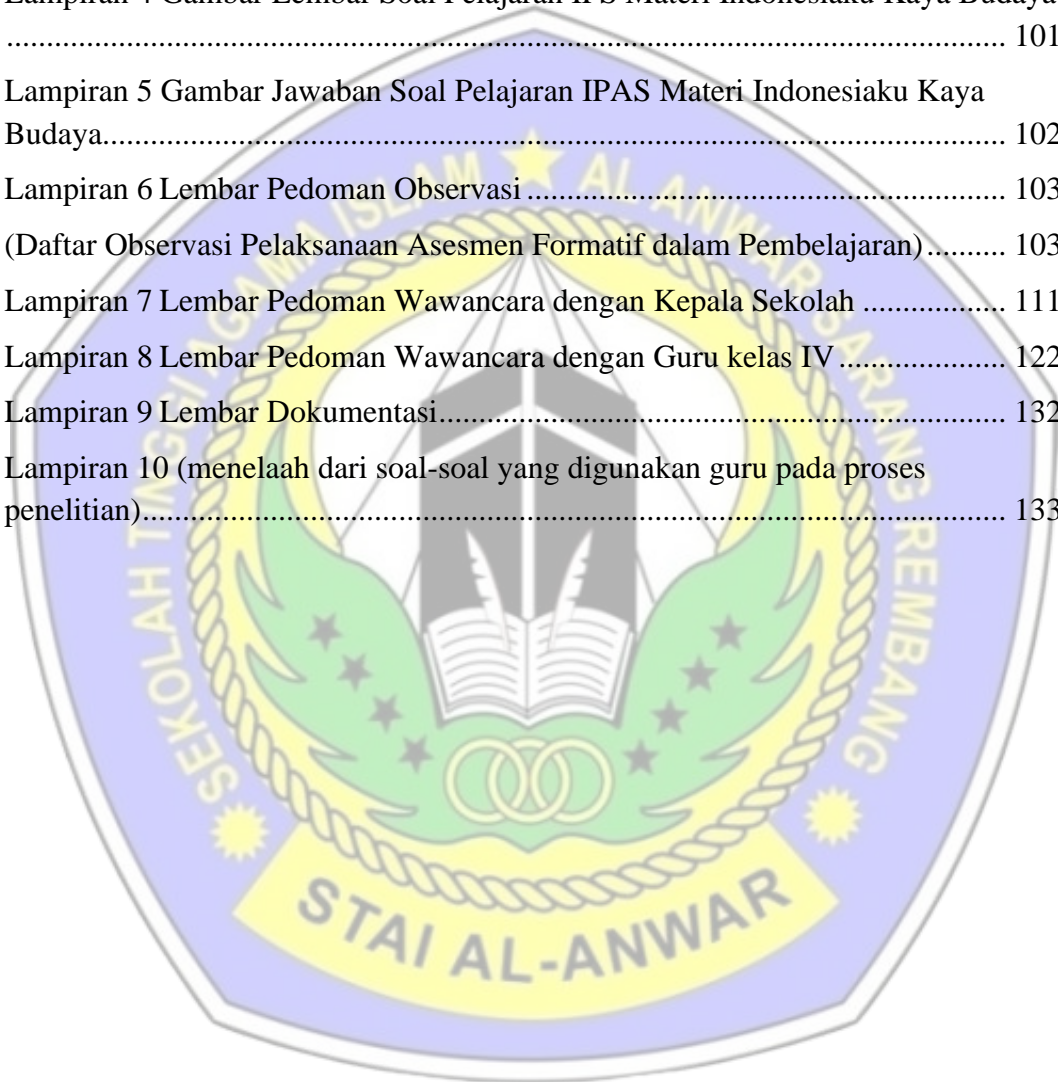 Lampiran 4 Gambar Lembar Soal Pelajaran IPS Materi Indonesiaku Kaya Budaya
.................................................................................................................................... 101
Lampiran 5 Gambar Jawaban Soal Pelajaran IPAS Materi Indonesiaku Kaya
Budaya....................................................................................................................... 102
Lampiran 6 Lembar Pedoman Observasi ................................................................ 103
(Daftar Observasi Pelaksanaan Asesmen Formatif dalam Pembelajaran) .......... 103
Lampiran 7 Lembar Pedoman Wawancara dengan Kepala Sekolah .................. 111
Lampiran 8 Lembar Pedoman Wawancara dengan Guru kelas IV ..................... 122
Lampiran 9 Lembar Dokumentasi........................................................................... 132
Lampiran 10 (menelaah dari soal-soal yang digunakan guru pada proses
penelitian).................................................................................................................. 133
SEKOLAH TINGGI AGAMA ISLAM ★ AL ANWAR SARANG REMBANG
STAI AL-ANWAR